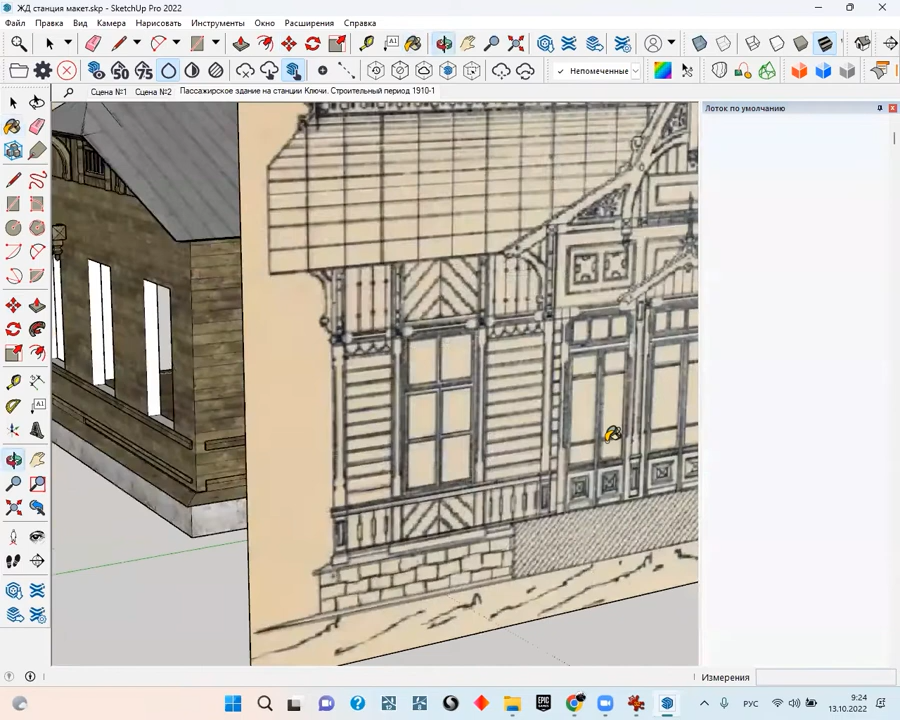 ЖД станция макет.skp - SketchUp Pro 2022
Файл Правка Вид Камера Нарисовать Инструменты Окно Расширения Справка
50 75 Непомеченные
Сцена №1 Сцена №2 Пассажирское здание на станции Ключи. Строительный период 1910-1
Лоток по умолчанию
Измерения
РУС 9:24
13.10.2022